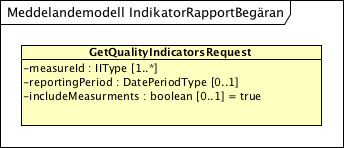 Meddelandemodell IndikatorRapportBegäran
GetQualityIndicatorsRequest
-measureId : IIType [1..*]
-reportingPeriod : DatePeriodType [0..1]
-includeMeasurments : boolean [0..1] = true